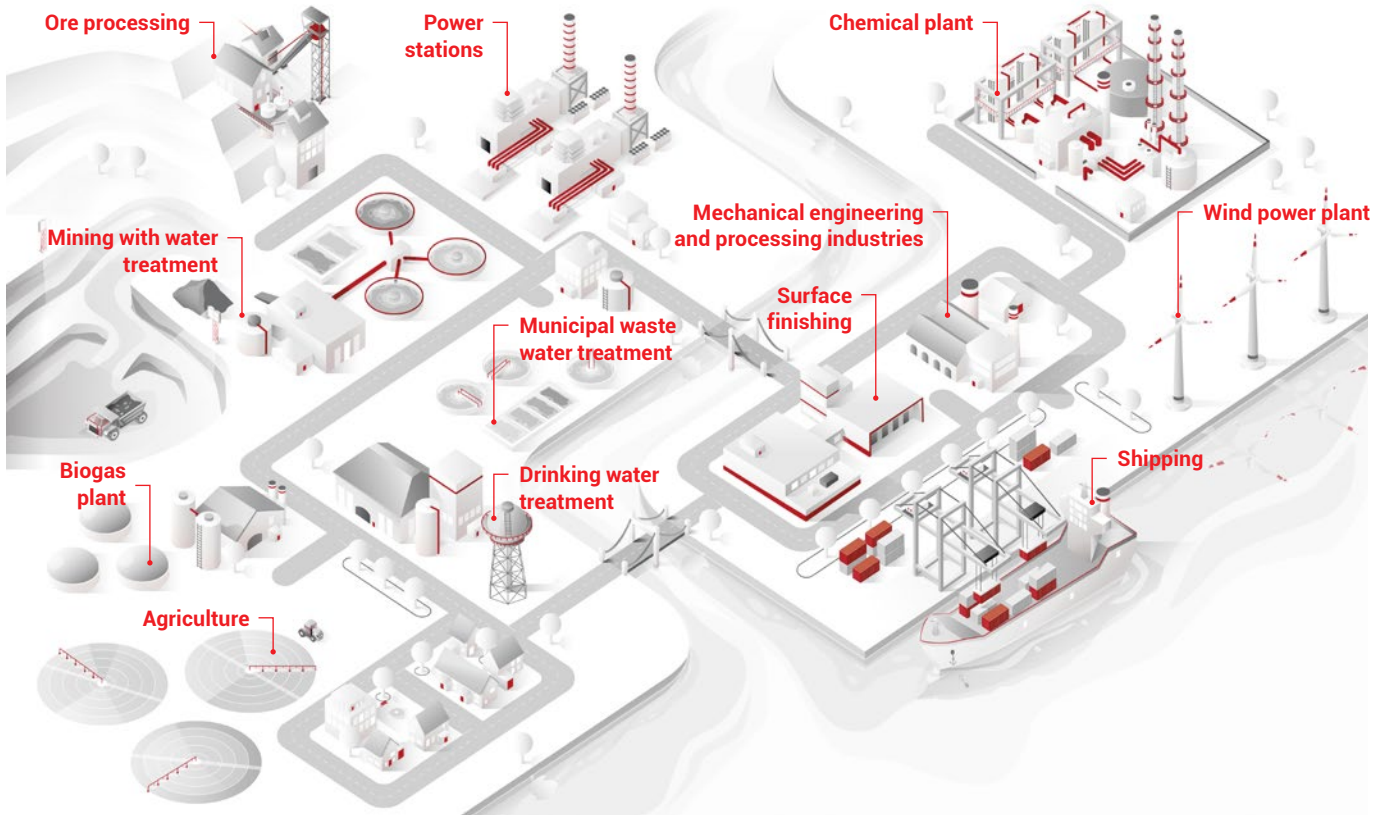 Ore processing
Power
stations
Chemical plant
Mining with water
treatment
Mechanical engineering
and processing industries
Wind power plant
Surface
finishing
Municipal waste
water treatment
Biogas
plant
Drinking water
treatment
Shipping
Agriculture